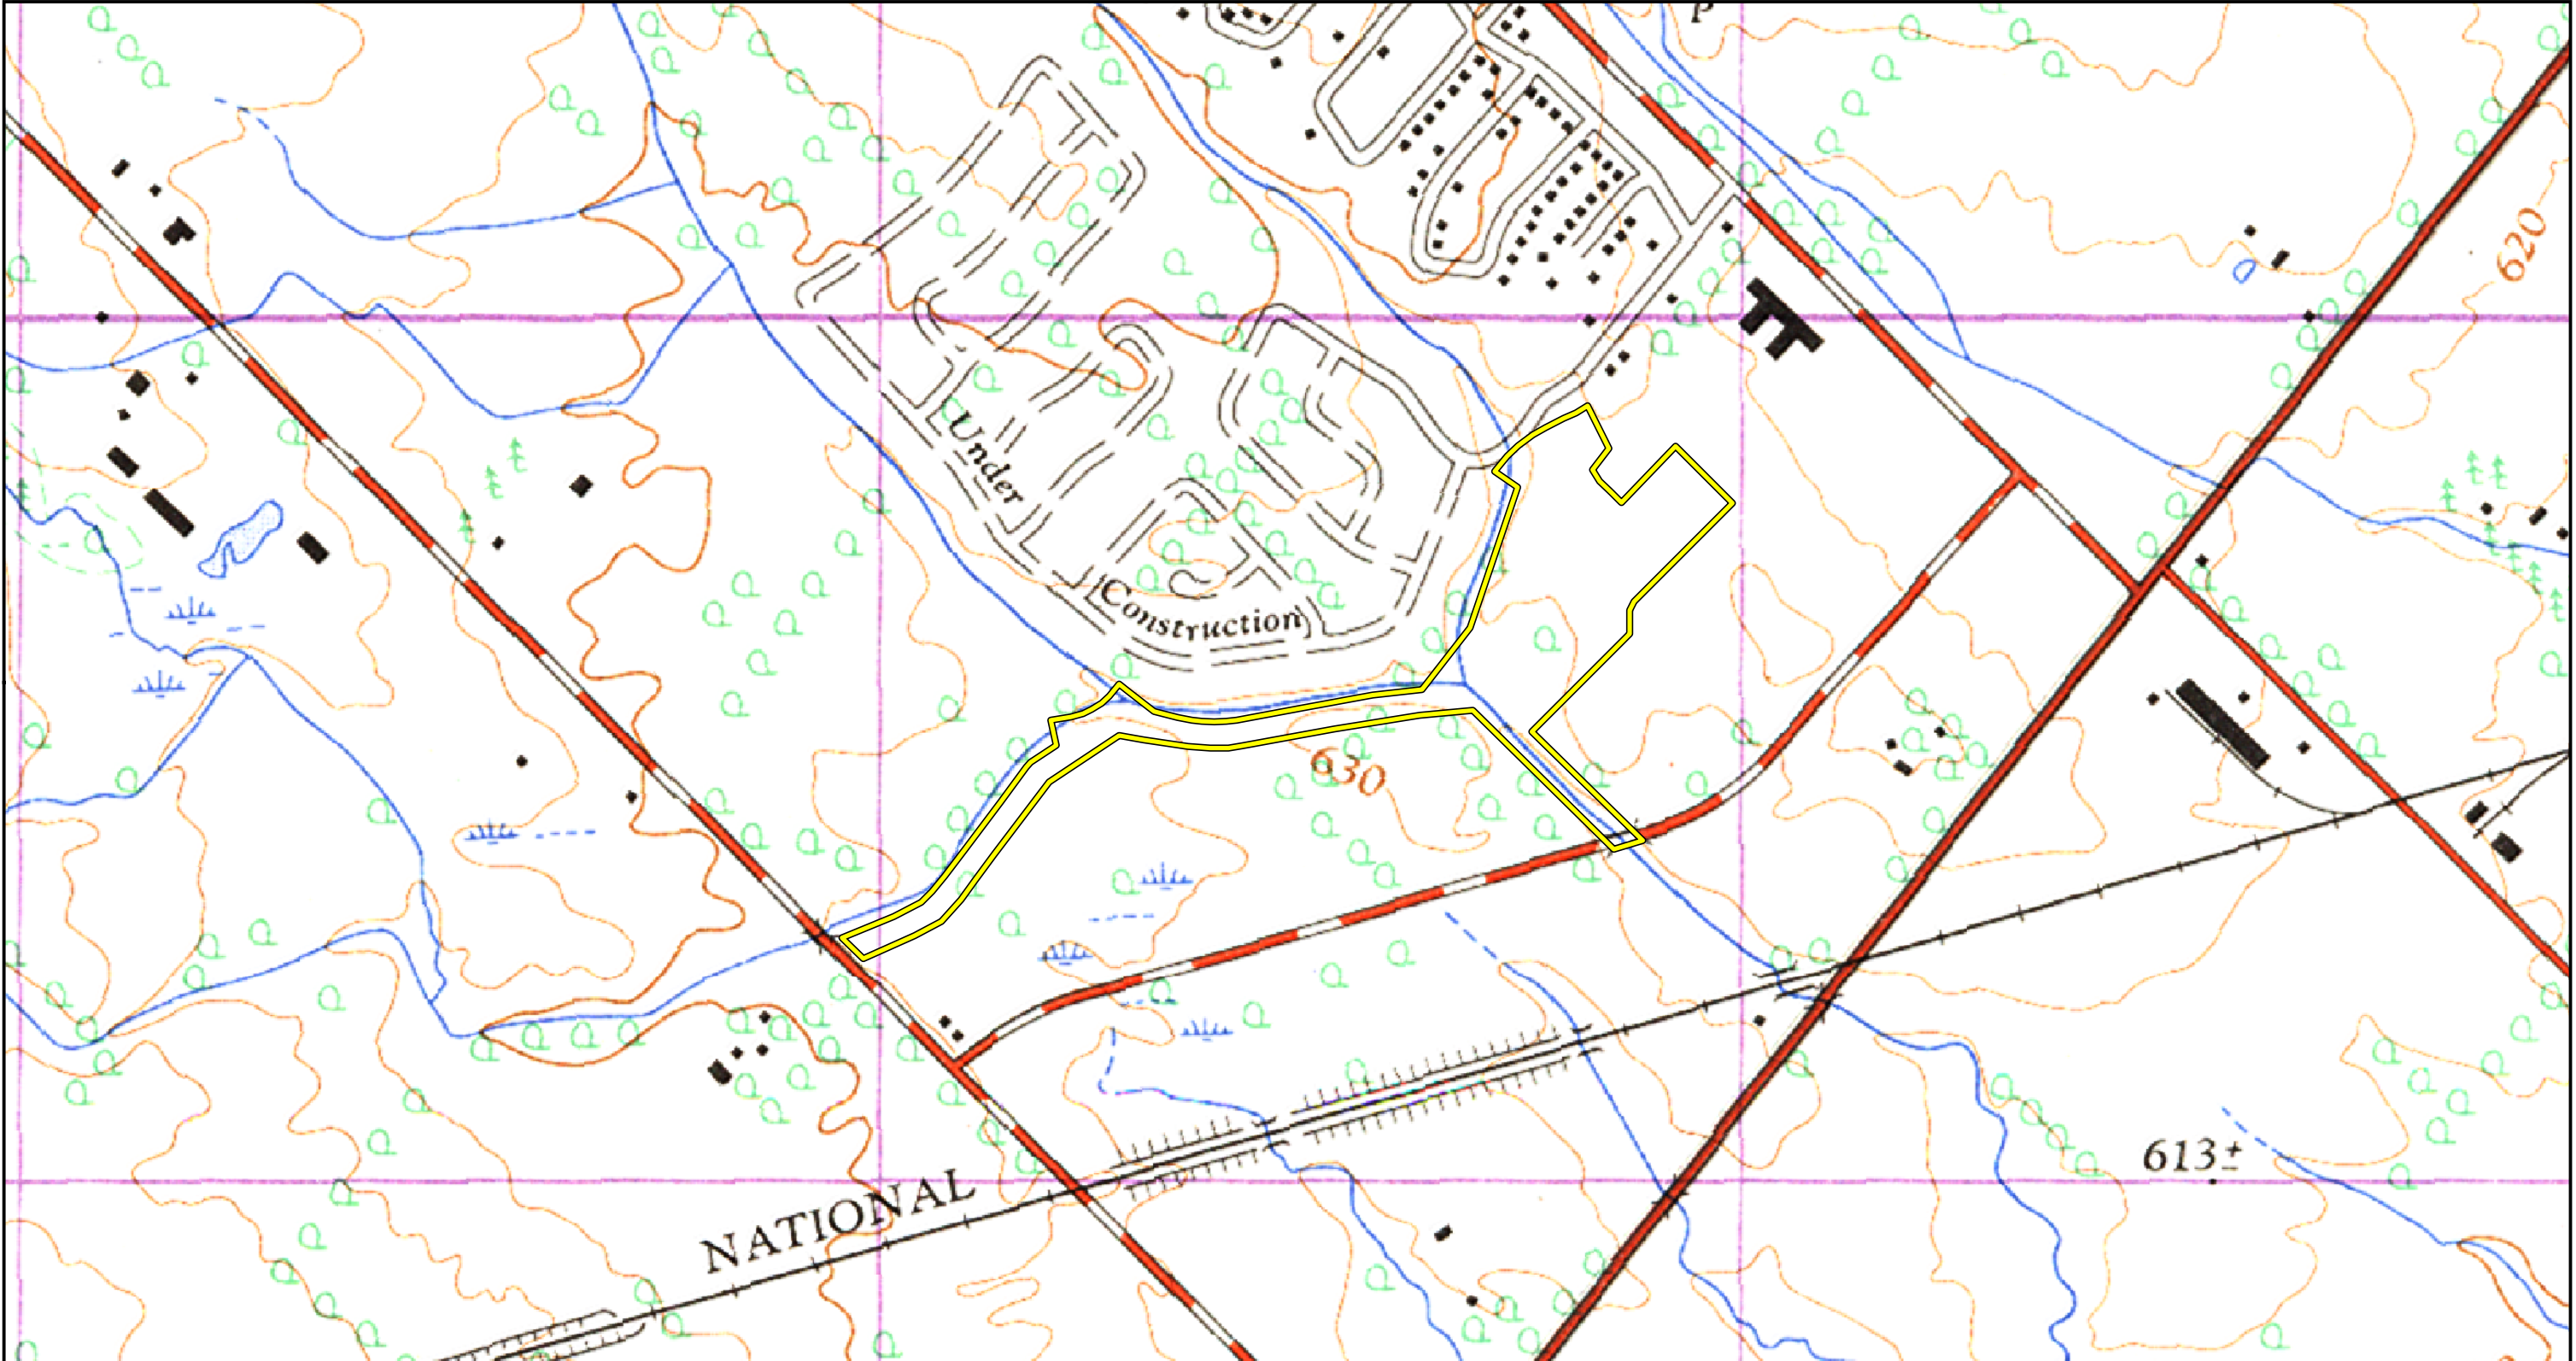 P
620
Under
Construction)
630
613±
NATIONAL